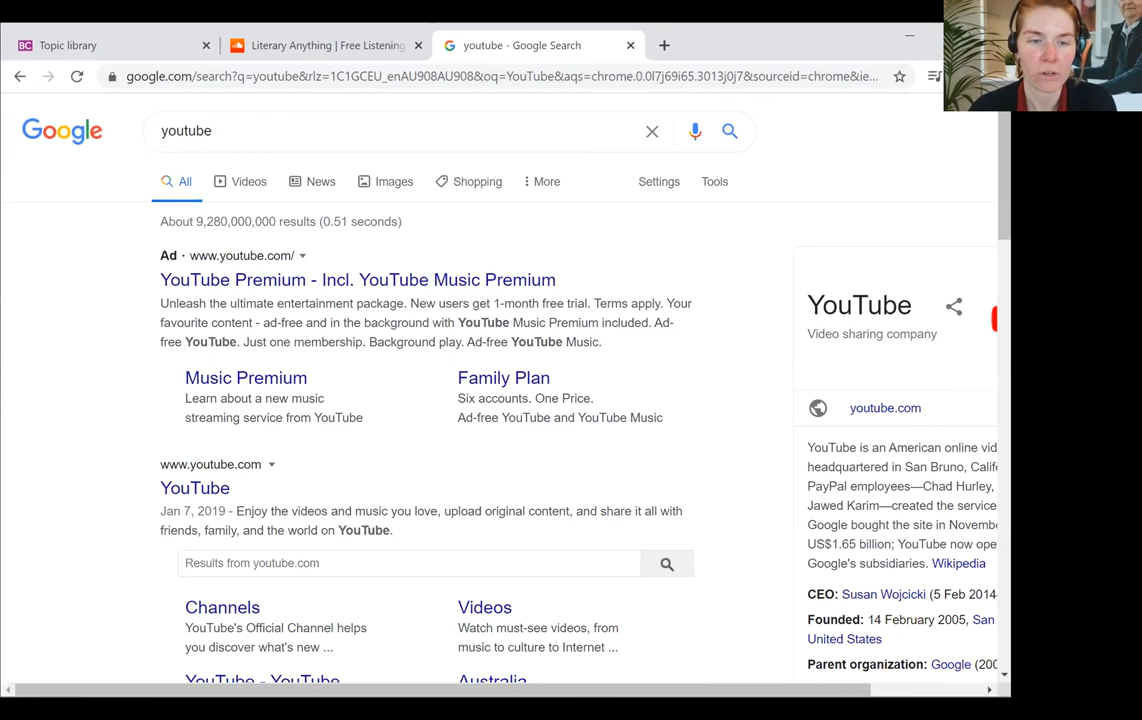 BC Topic library
Literary Anything | Free Listening
youtube - Google Search
google.com/search?q=youtube&rlz=1C1GCEU_enAU908AU908&oq=YouTube&aqs=chrome.0.0l7j69i65.3013j0j7&sourceid=chrome&ie...
Google
youtube
All Videos News Images Shopping More Settings Tools
About 9,280,000,000 results (0.51 seconds)
Ad · www.youtube.com/
YouTube Premium - Incl. YouTube Music Premium
Unleash the ultimate entertainment package. New users get 1-month free trial. Terms apply. Your
favourite content - ad-free and in the background with YouTube Music Premium included. Ad-
free YouTube. Just one membership. Background play. Ad-free YouTube Music.
Music Premium
Learn about a new music
streaming service from YouTube
Family Plan
Six accounts. One Price.
Ad-free YouTube and YouTube Music
www.youtube.com
YouTube
Jan 7, 2019 - Enjoy the videos and music you love, upload original content, and share it all with
friends, family, and the world on YouTube.
Results from youtube.com
Channels
YouTube's Official Channel helps
you discover what's new ...
Videos
Watch must-see videos, from
music to culture to Internet ...
YouTube - YouTube
Australia
YouTube
Video sharing company
youtube.com
YouTube is an American online vid
headquartered in San Bruno, Calif
PayPal employees—Chad Hurley,
Jawed Karim—created the service
Google bought the site in Novemb
US$1.65 billion; YouTube now ope
Google's subsidiaries. Wikipedia
CEO: Susan Wojcicki (5 Feb 2014
Founded: 14 February 2005, San
United States
Parent organization: Google (200